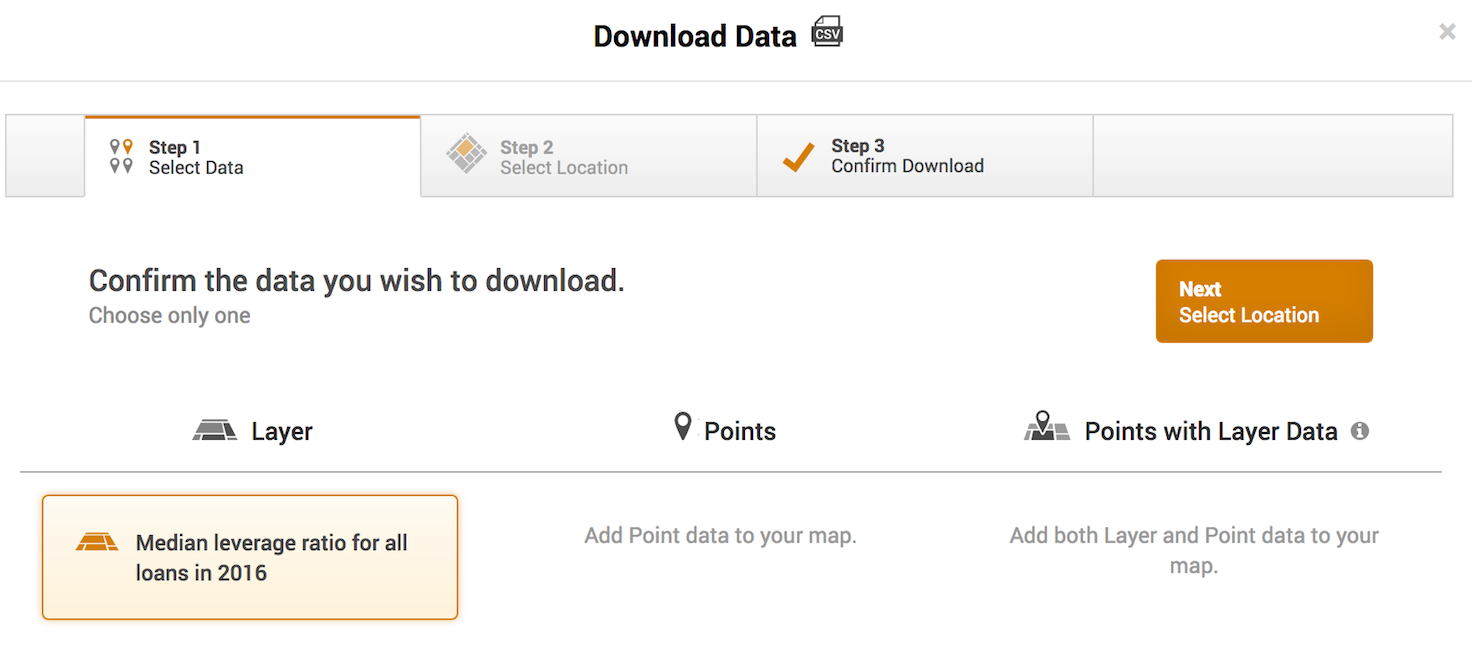 Download Data CSV
Step 1
Select Data
Step 2
Select Location
Step 3
Confirm Download
Confirm the data you wish to download.
Choose only one
Next
Select Location
Layer
Points
Points with Layer Data
Median leverage ratio for all
loans in 2016
Add Point data to your map.
Add both Layer and Point data to your
map.